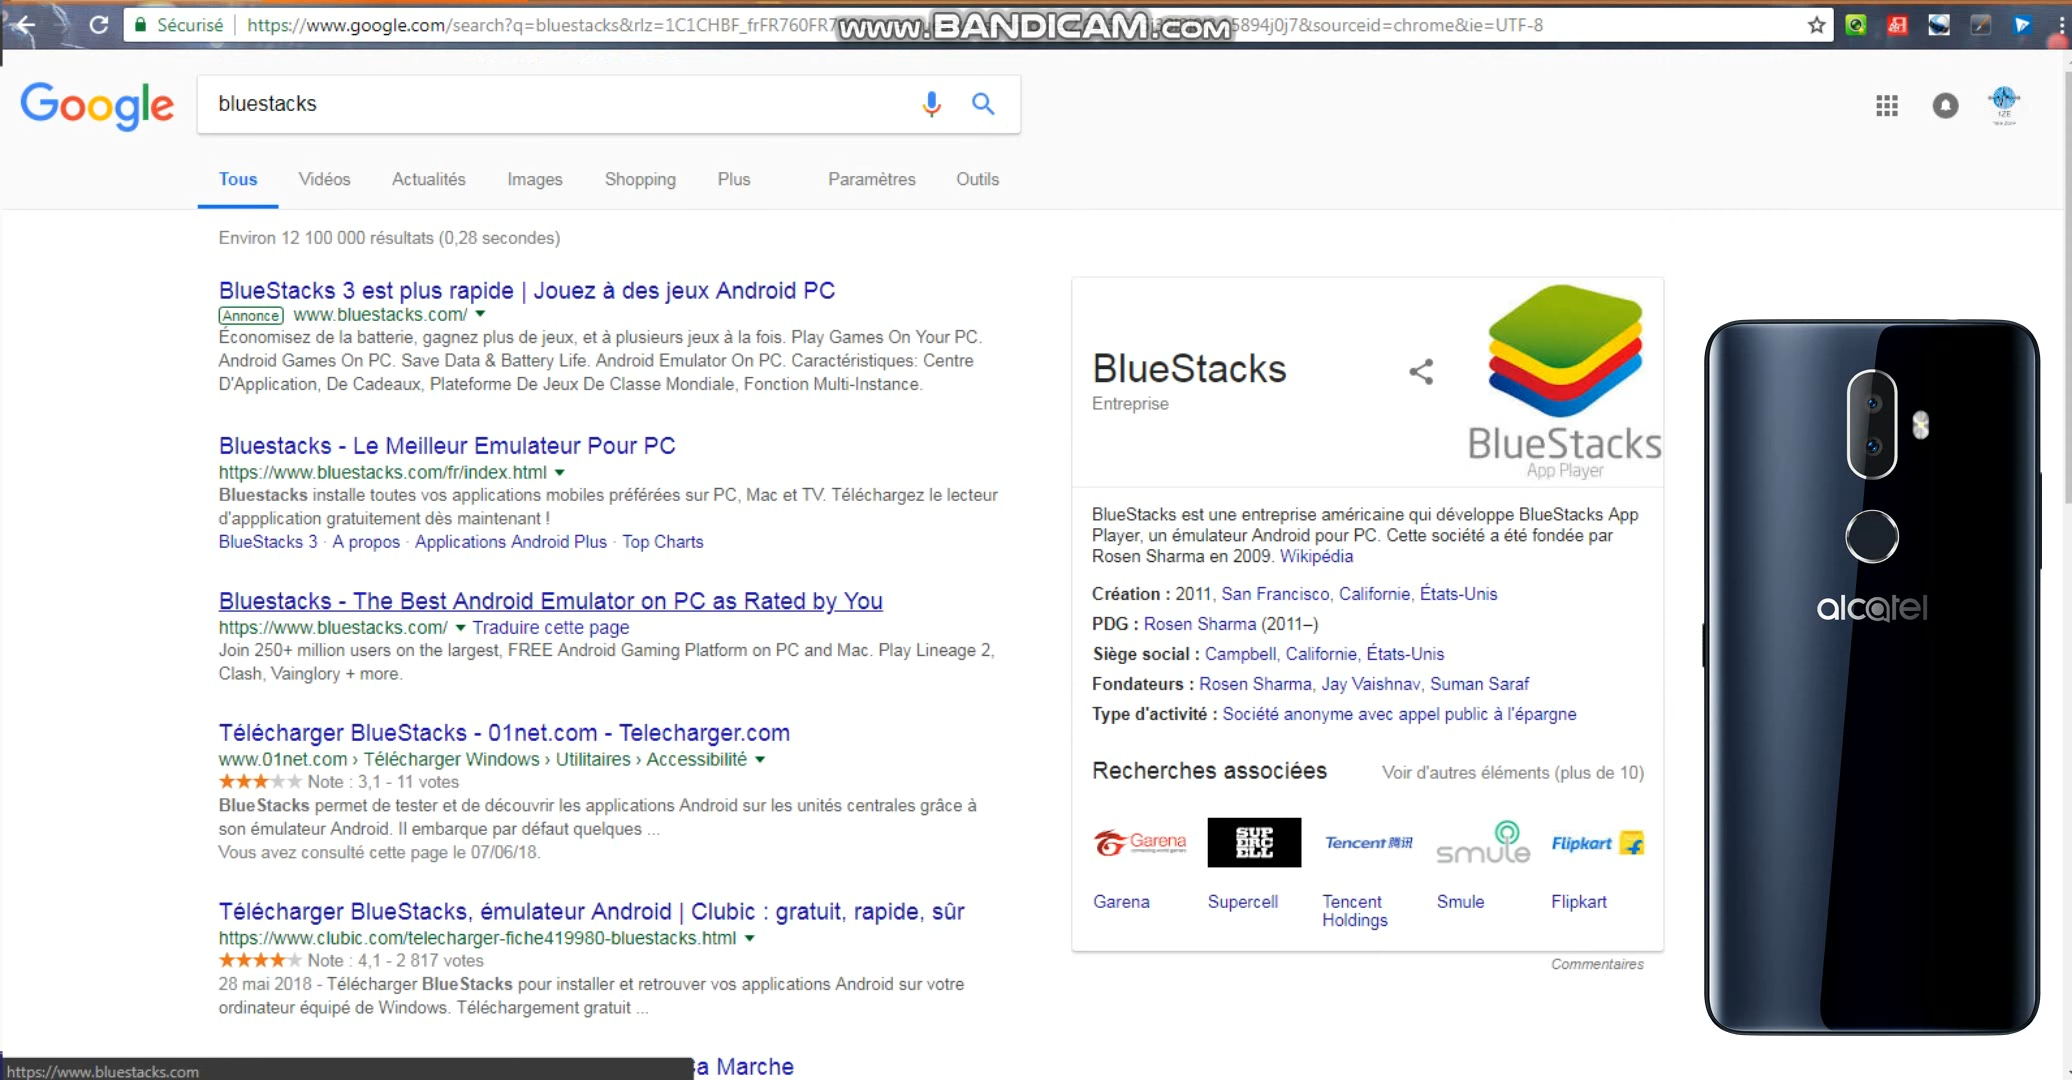 Sécurisé https://www.google.com/search?q=bluestacks&rlz=1C1CHBF_frFR760FR7 5894j0j7&sourceid=chrome&ie=UTF-8
www.BANDICAM.com
Google
bluestacks
Tous Vidéos Actualités Images Shopping Plus Paramètres Outils
Environ 12 100 000 résultats (0,28 secondes)
BlueStacks 3 est plus rapide | Jouez à des jeux Android PC
Annonce www.bluestacks.com/
Économisez de la batterie, gagnez plus de jeux, et à plusieurs jeux à la fois. Play Games On Your PC.
Android Games On PC. Save Data & Battery Life. Android Emulator On PC. Caractéristiques: Centre
D'Application, De Cadeaux, Plateforme De Jeux De Classe Mondiale, Fonction Multi-Instance.
Bluestacks - Le Meilleur Emulateur Pour PC
https://www.bluestacks.com/fr/index.html
Bluestacks installe toutes vos applications mobiles préférées sur PC, Mac et TV. Téléchargez le lecteur
d'appplication gratuitement dès maintenant !
BlueStacks 3 · A propos · Applications Android Plus · Top Charts
Bluestacks - The Best Android Emulator on PC as Rated by You
https://www.bluestacks.com/ Traduire cette page
Join 250+ million users on the largest, FREE Android Gaming Platform on PC and Mac. Play Lineage 2,
Clash, Vainglory + more.
Télécharger BlueStacks - 01net.com - Telecharger.com
www.01net.com › Télécharger Windows › Utilitaires › Accessibilité
Note : 3,1 - 11 votes
BlueStacks permet de tester et de découvrir les applications Android sur les unités centrales grâce à
son émulateur Android. Il embarque par défaut quelques ...
Vous avez consulté cette page le 07/06/18.
Télécharger BlueStacks, émulateur Android | Clubic : gratuit, rapide, sûr
https://www.clubic.com/telecharger-fiche419980-bluestacks.html
Note : 4,1 - 2 817 votes
28 mai 2018 - Télécharger BlueStacks pour installer et retrouver vos applications Android sur votre
ordinateur équipé de Windows. Téléchargement gratuit ...
a Marche
https://www.bluestacks.com
BlueStacks
Entreprise
BlueStacks
App Player
BlueStacks est une entreprise américaine qui développe BlueStacks App
Player, un émulateur Android pour PC. Cette société a été fondée par
Rosen Sharma en 2009. Wikipédia
Création : 2011, San Francisco, Californie, États-Unis
PDG : Rosen Sharma (2011–)
Siège social : Campbell, Californie, États-Unis
Fondateurs : Rosen Sharma, Jay Vaishnav, Suman Saraf
Type d'activité : Société anonyme avec appel public à l'épargne
Recherches associées Voir d'autres éléments (plus de 10)
Garena SUPERCELL Tencent 腾讯 smule Flipkart
Garena Supercell Tencent Holdings Smule Flipkart
Commentaires
alcatel